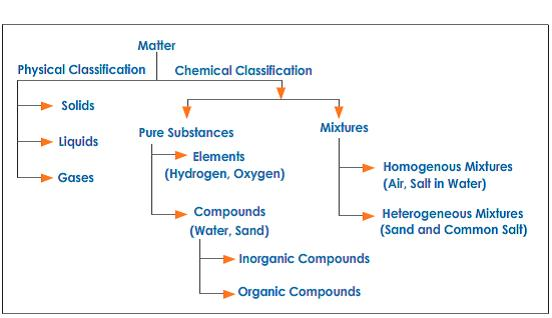 Matter
Physical Classification
Chemical Classification
Solids
Liquids
Gases
Pure Substances
Elements
(Hydrogen, Oxygen)
Compounds
(Water, Sand)
Inorganic Compounds
Organic Compounds
Mixtures
Homogenous Mixtures
(Air, Salt in Water)
Heterogeneous Mixtures
(Sand and Common Salt)